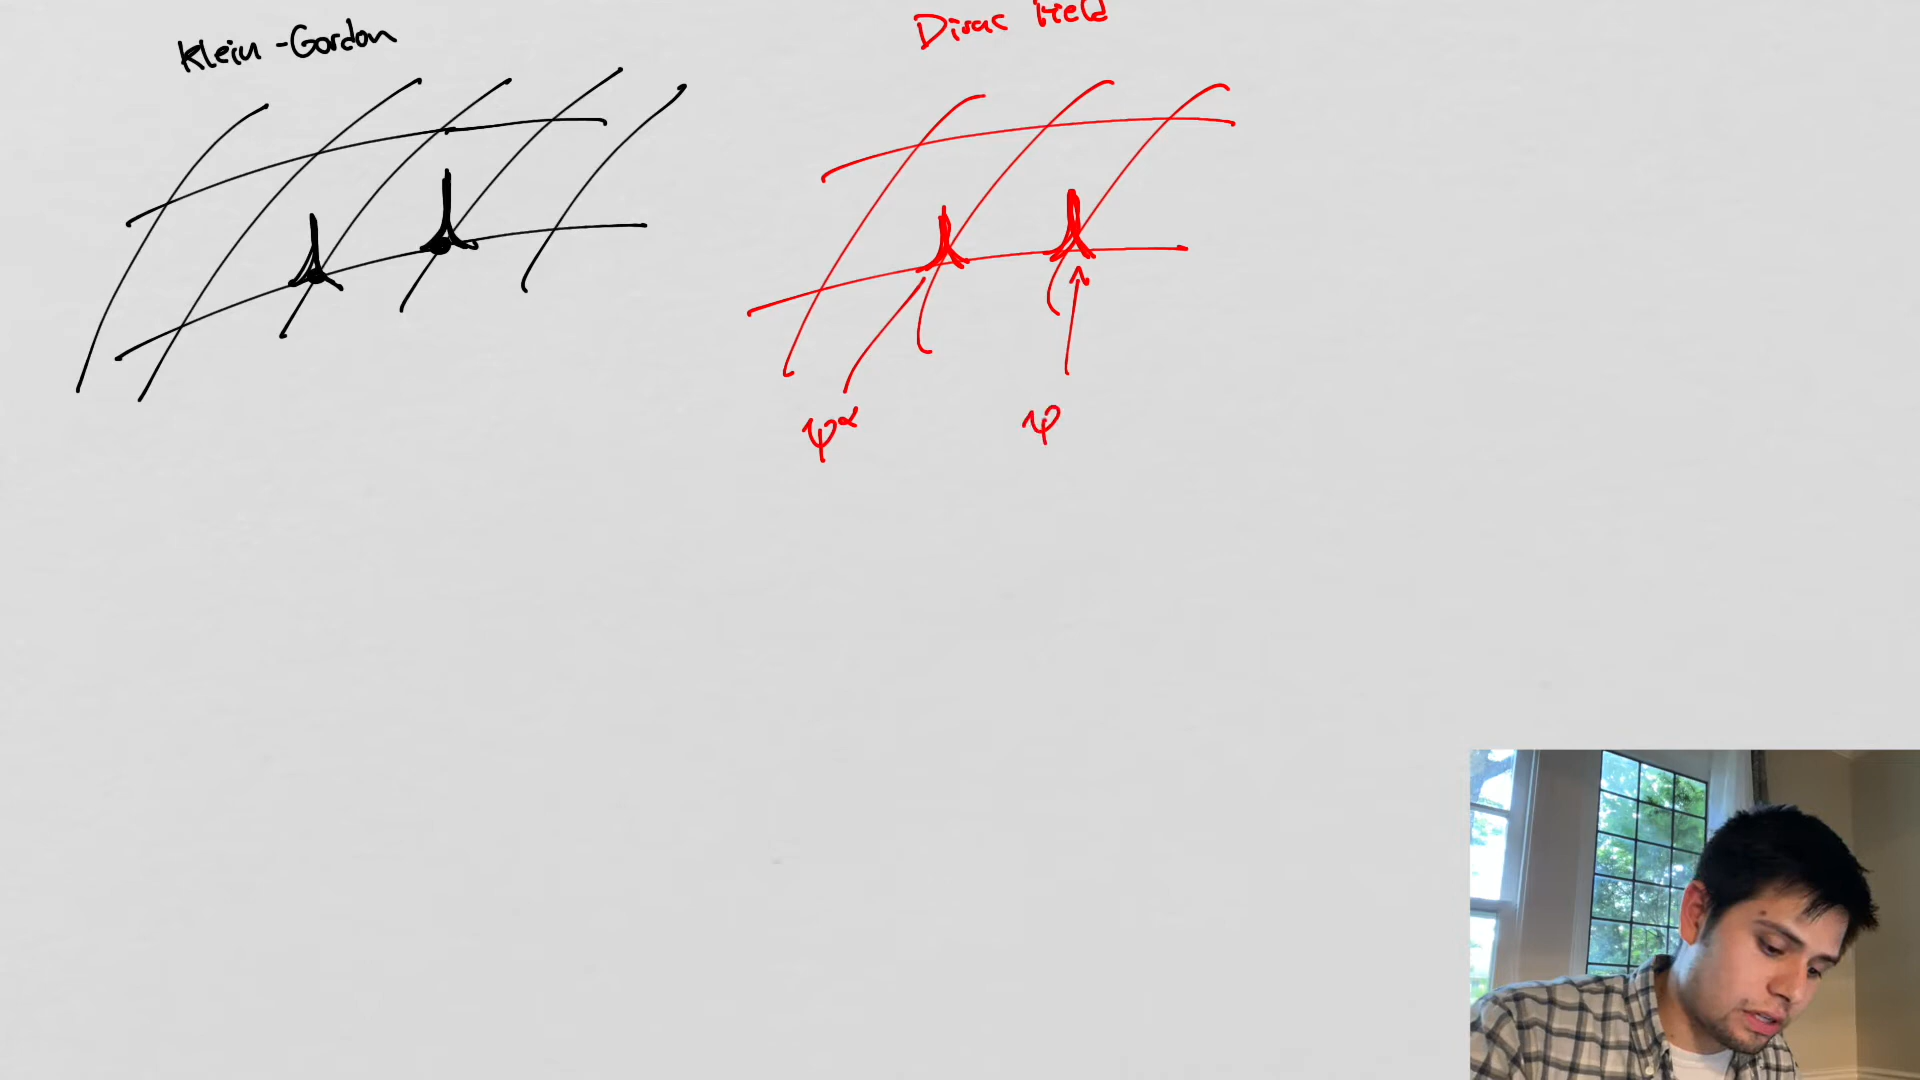 Klein-Gordon
Dirac Field
ψ^α
ψ